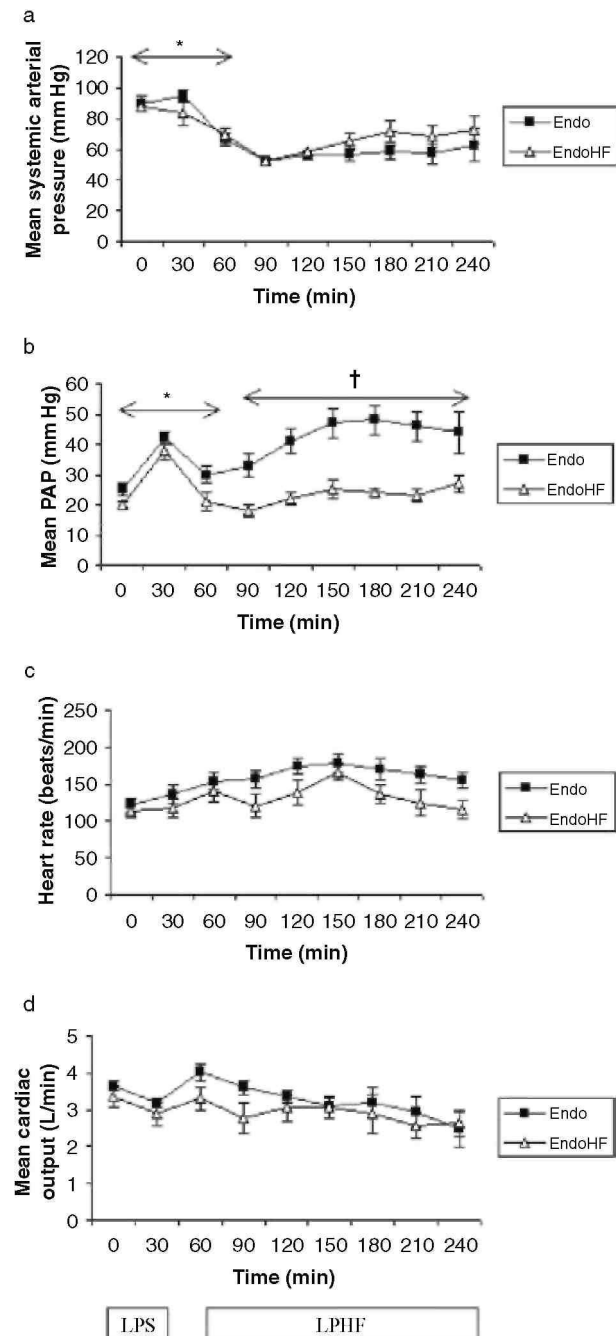 a
*
120
100
80
60
40
20
0
Mean systemic arterial
pressure (mm Hg)
0 30 60 90 120 150 180 210 240
Time (min)
Endo
EndoHF
b
*
†
60
50
40
30
20
10
0
Mean PAP (mm Hg)
0 30 60 90 120 150 180 210 240
Time (min)
Endo
EndoHF
c
250
200
150
100
50
0
Heart rate (beats/min)
0 30 60 90 120 150 180 210 240
Time (min)
Endo
EndoHF
d
5
4
3
2
1
0
Mean cardiac
output (L/min)
0 30 60 90 120 150 180 210 240
Time (min)
Endo
EndoHF
LPS
LPHF